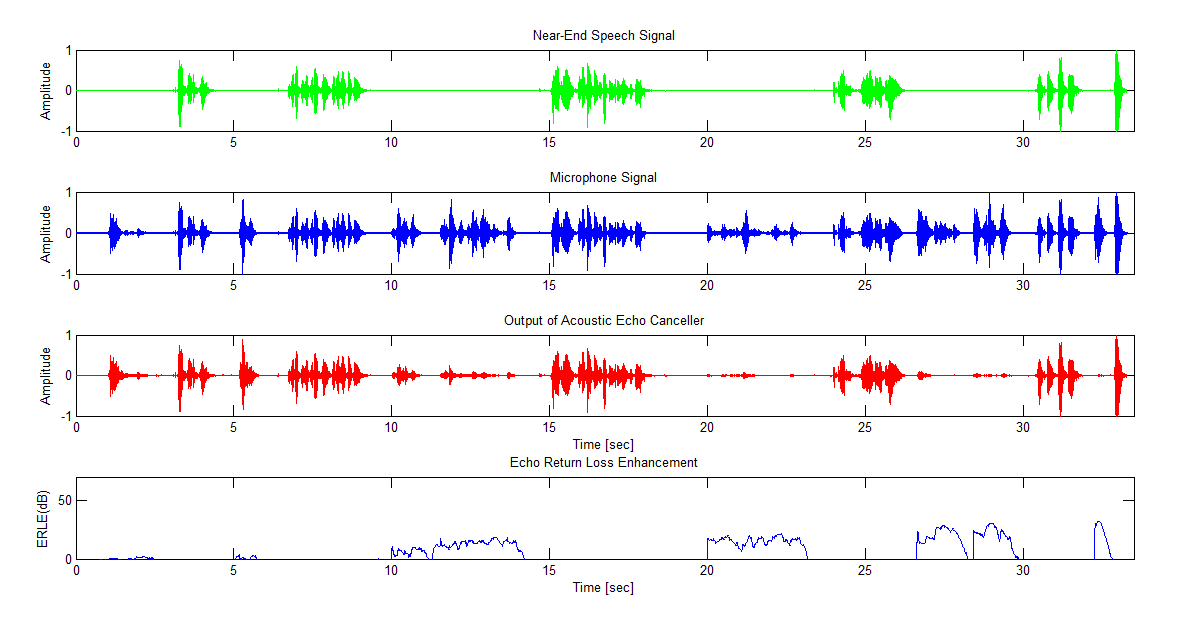 Near-End Speech Signal
Amplitude
1
0
-1
0 5 10 15 20 25 30
Microphone Signal
Amplitude
1
0
-1
0 5 10 15 20 25 30
Output of Acoustic Echo Canceller
Amplitude
1
0
-1
0 5 10 15 20 25 30
Time [sec]
Echo Return Loss Enhancement
ERLE(dB)
50
0
0 5 10 15 20 25 30
Time [sec]